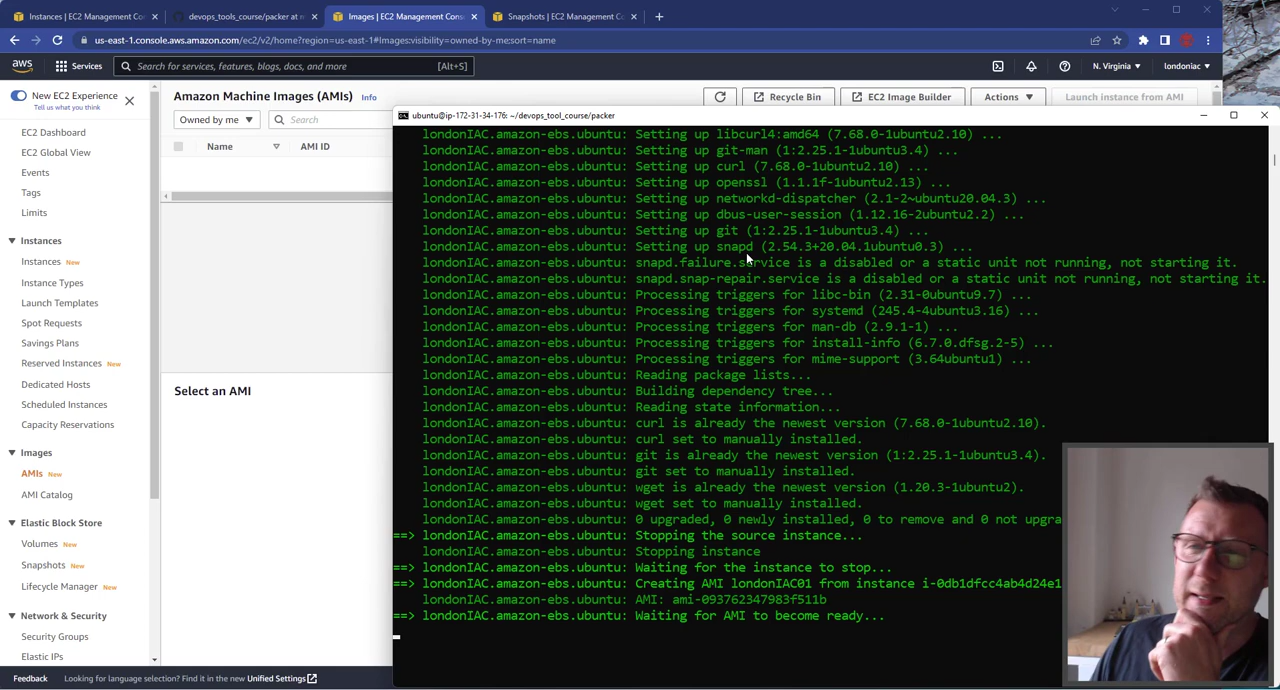 Instances | EC2 Management Con
devops_tools_course/packer at m
Images | EC2 Management Conso
Snapshots | EC2 Management Co
us-east-1.console.aws.amazon.com/ec2/v2/home?region=us-east-1#Images:visibility=owned-by-me;sort=name
aws
Services
Search for services, features, blogs, docs, and more
[Alt+S]
N. Virginia
londoniac
New EC2 Experience
Tell us what you think
EC2 Dashboard
EC2 Global View
Events
Tags
Limits
Instances
Instances New
Instance Types
Launch Templates
Spot Requests
Savings Plans
Reserved Instances New
Dedicated Hosts
Scheduled Instances
Capacity Reservations
Images
AMIs New
AMI Catalog
Elastic Block Store
Volumes New
Snapshots New
Lifecycle Manager New
Network & Security
Security Groups
Elastic IPs
Amazon Machine Images (AMIs) Info
Recycle Bin
EC2 Image Builder
Actions
Launch instance from AMI
Owned by me
Search
Name
AMI ID
Select an AMI
ubuntu@ip-172-31-34-176: ~/devops_tool_course/packer
londonIAC.amazon-ebs.ubuntu: Setting up libcurl4:amd64 (7.68.0-1ubuntu2.10) ...
londonIAC.amazon-ebs.ubuntu: Setting up git-man (1:2.25.1-1ubuntu3.4) ...
londonIAC.amazon-ebs.ubuntu: Setting up curl (7.68.0-1ubuntu2.10) ...
londonIAC.amazon-ebs.ubuntu: Setting up openssl (1.1.1f-1ubuntu2.13) ...
londonIAC.amazon-ebs.ubuntu: Setting up networkd-dispatcher (2.1-2~ubuntu20.04.3) ...
londonIAC.amazon-ebs.ubuntu: Setting up dbus-user-session (1.12.16-2ubuntu2.2) ...
londonIAC.amazon-ebs.ubuntu: Setting up git (1:2.25.1-1ubuntu3.4) ...
londonIAC.amazon-ebs.ubuntu: Setting up snapd (2.54.3+20.04.1ubuntu0.3) ...
londonIAC.amazon-ebs.ubuntu: snapd.failure.service is a disabled or a static unit not running, not starting it.
londonIAC.amazon-ebs.ubuntu: snapd.snap-repair.service is a disabled or a static unit not running, not starting it.
londonIAC.amazon-ebs.ubuntu: Processing triggers for libc-bin (2.31-0ubuntu9.7) ...
londonIAC.amazon-ebs.ubuntu: Processing triggers for systemd (245.4-4ubuntu3.16) ...
londonIAC.amazon-ebs.ubuntu: Processing triggers for man-db (2.9.1-1) ...
londonIAC.amazon-ebs.ubuntu: Processing triggers for install-info (6.7.0.dfsg.2-5) ...
londonIAC.amazon-ebs.ubuntu: Processing triggers for mime-support (3.64ubuntu1) ...
londonIAC.amazon-ebs.ubuntu: Reading package lists...
londonIAC.amazon-ebs.ubuntu: Building dependency tree...
londonIAC.amazon-ebs.ubuntu: Reading state information...
londonIAC.amazon-ebs.ubuntu: curl is already the newest version (7.68.0-1ubuntu2.10).
londonIAC.amazon-ebs.ubuntu: curl set to manually installed.
londonIAC.amazon-ebs.ubuntu: git is already the newest version (1:2.25.1-1ubuntu3.4).
londonIAC.amazon-ebs.ubuntu: git set to manually installed.
londonIAC.amazon-ebs.ubuntu: wget is already the newest version (1.20.3-1ubuntu2).
londonIAC.amazon-ebs.ubuntu: wget set to manually installed.
londonIAC.amazon-ebs.ubuntu: 0 upgraded, 0 newly installed, 0 to remove and 0 not upgra
==> londonIAC.amazon-ebs.ubuntu: Stopping the source instance...
londonIAC.amazon-ebs.ubuntu: Stopping instance
==> londonIAC.amazon-ebs.ubuntu: Waiting for the instance to stop...
==> londonIAC.amazon-ebs.ubuntu: Creating AMI londonIAC01 from instance i-0db1dfcc4ab4d24e1
londonIAC.amazon-ebs.ubuntu: AMI: ami-093762347983f511b
==> londonIAC.amazon-ebs.ubuntu: Waiting for AMI to become ready...
Feedback
Looking for language selection? Find it in the new Unified Settings